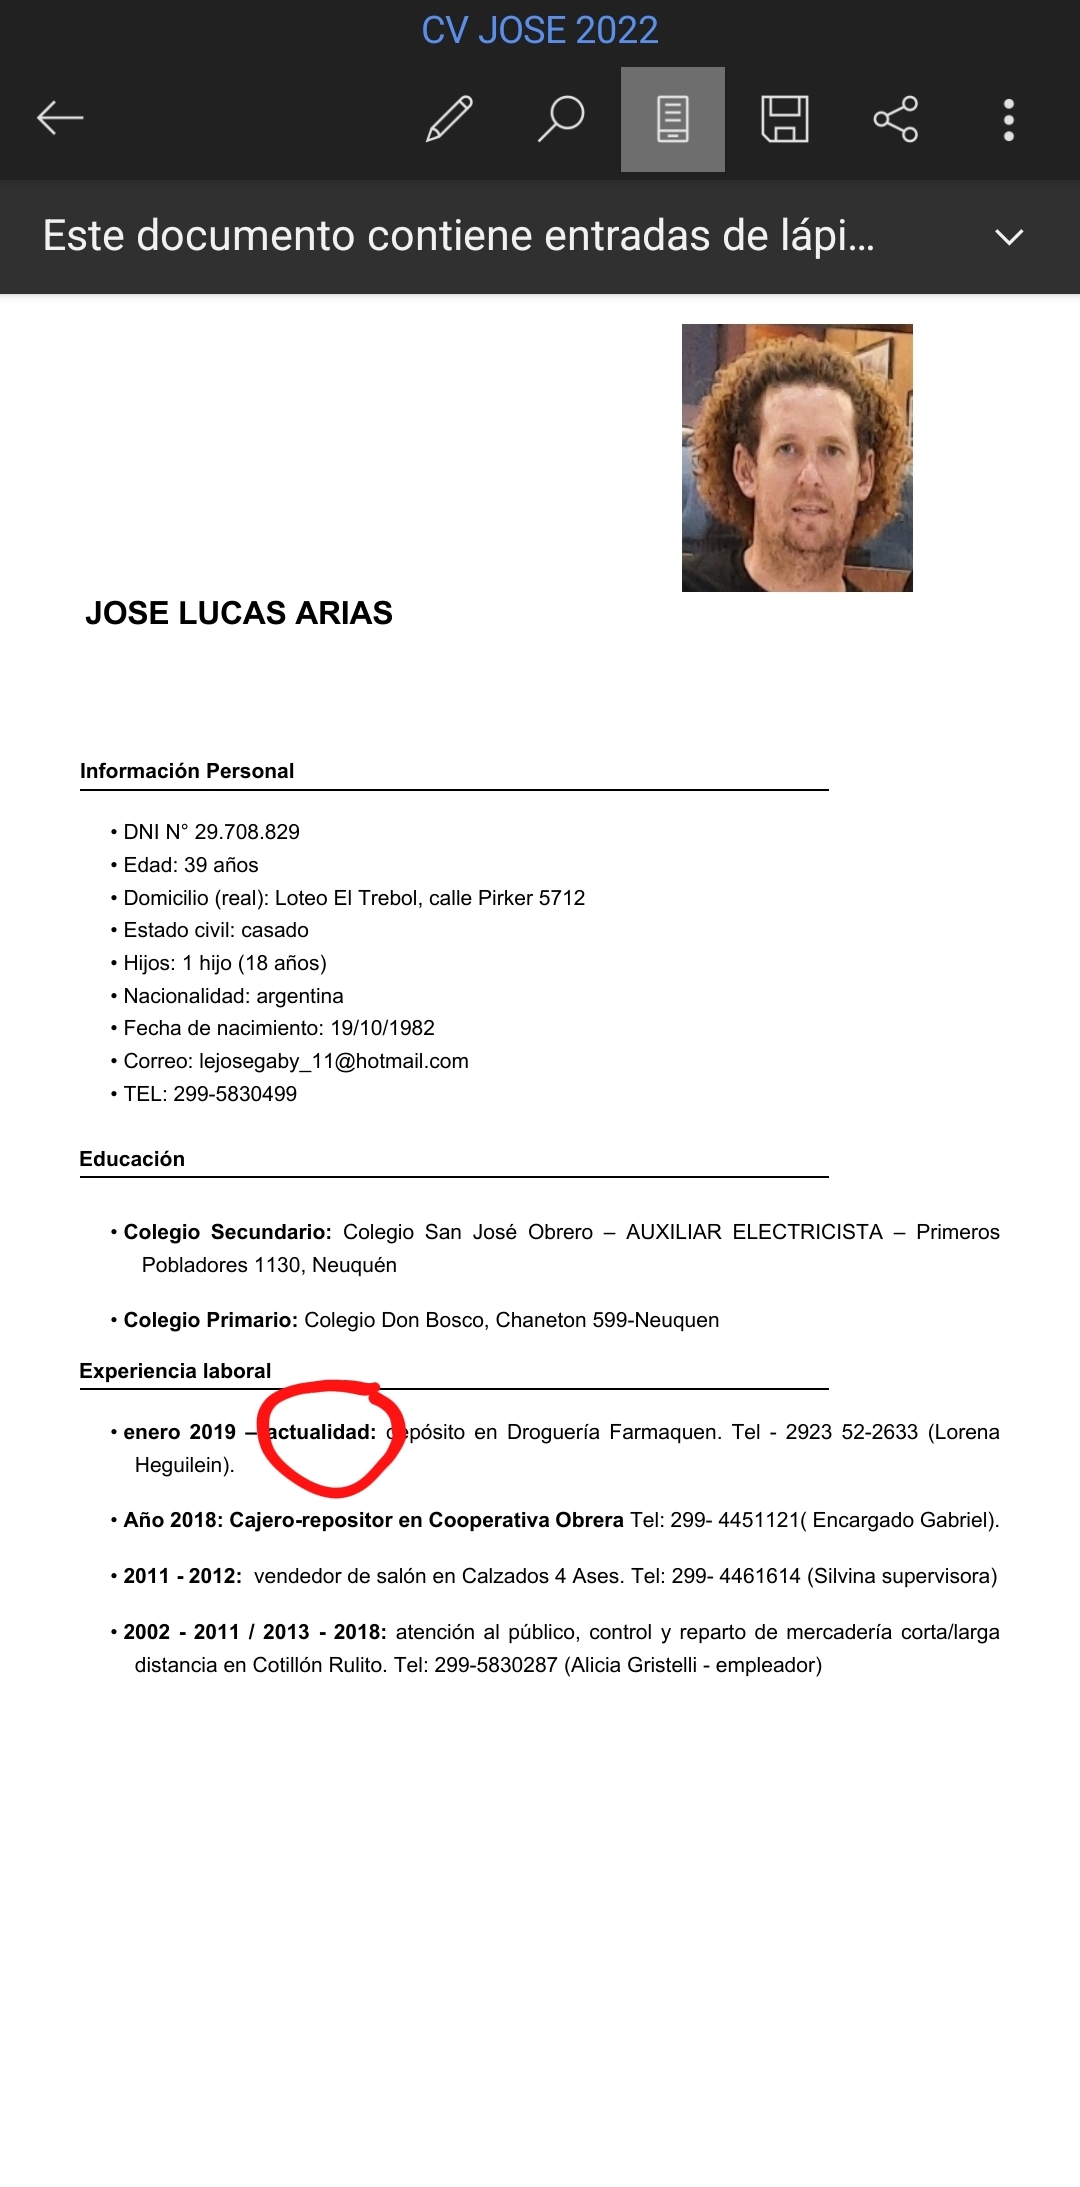 CV JOSE 2022
Este documento contiene entradas de lápi...
JOSE LUCAS ARIAS
Información Personal
• DNI N° 29.708.829
• Edad: 39 años
• Domicilio (real): Loteo El Trebol, calle Pirker 5712
• Estado civil: casado
• Hijos: 1 hijo (18 años)
• Nacionalidad: argentina
• Fecha de nacimiento: 19/10/1982
• Correo: lejosegaby_11@hotmail.com
• TEL: 299-5830499
Educación
• Colegio Secundario: Colegio San José Obrero – AUXILIAR ELECTRICISTA – Primeros
Pobladores 1130, Neuquén
• Colegio Primario: Colegio Don Bosco, Chaneton 599-Neuquen
Experiencia laboral
• enero 2019 – actualidad: depósito en Droguería Farmaquen. Tel - 2923 52-2633 (Lorena
Heguilein).
• Año 2018: Cajero-repositor en Cooperativa Obrera Tel: 299- 4451121( Encargado Gabriel).
• 2011 - 2012: vendedor de salón en Calzados 4 Ases. Tel: 299- 4461614 (Silvina supervisora)
• 2002 - 2011 / 2013 - 2018: atención al público, control y reparto de mercadería corta/larga
distancia en Cotillón Rulito. Tel: 299-5830287 (Alicia Gristelli - empleador)